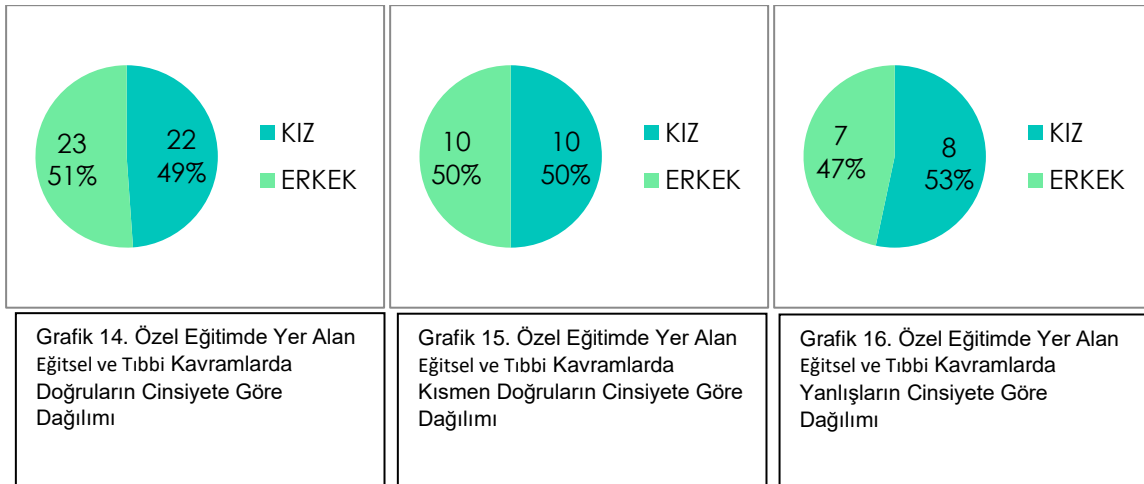 23
51%
22
49%
KIZ
ERKEK
10
50%
10
50%
KIZ
ERKEK
7
47%
8
53%
KIZ
ERKEK
Grafik 14. Özel Eğitimde Yer Alan
Eğitsel ve Tıbbi Kavramlarda
Doğruların Cinsiyete Göre
Dağılımı
Grafik 15. Özel Eğitimde Yer Alan
Eğitsel ve Tıbbi Kavramlarda
Kısmen Doğruların Cinsiyete Göre
Dağılımı
Grafik 16. Özel Eğitimde Yer Alan
Eğitsel ve Tıbbi Kavramlarda
Yanlışların Cinsiyete Göre
Dağılımı